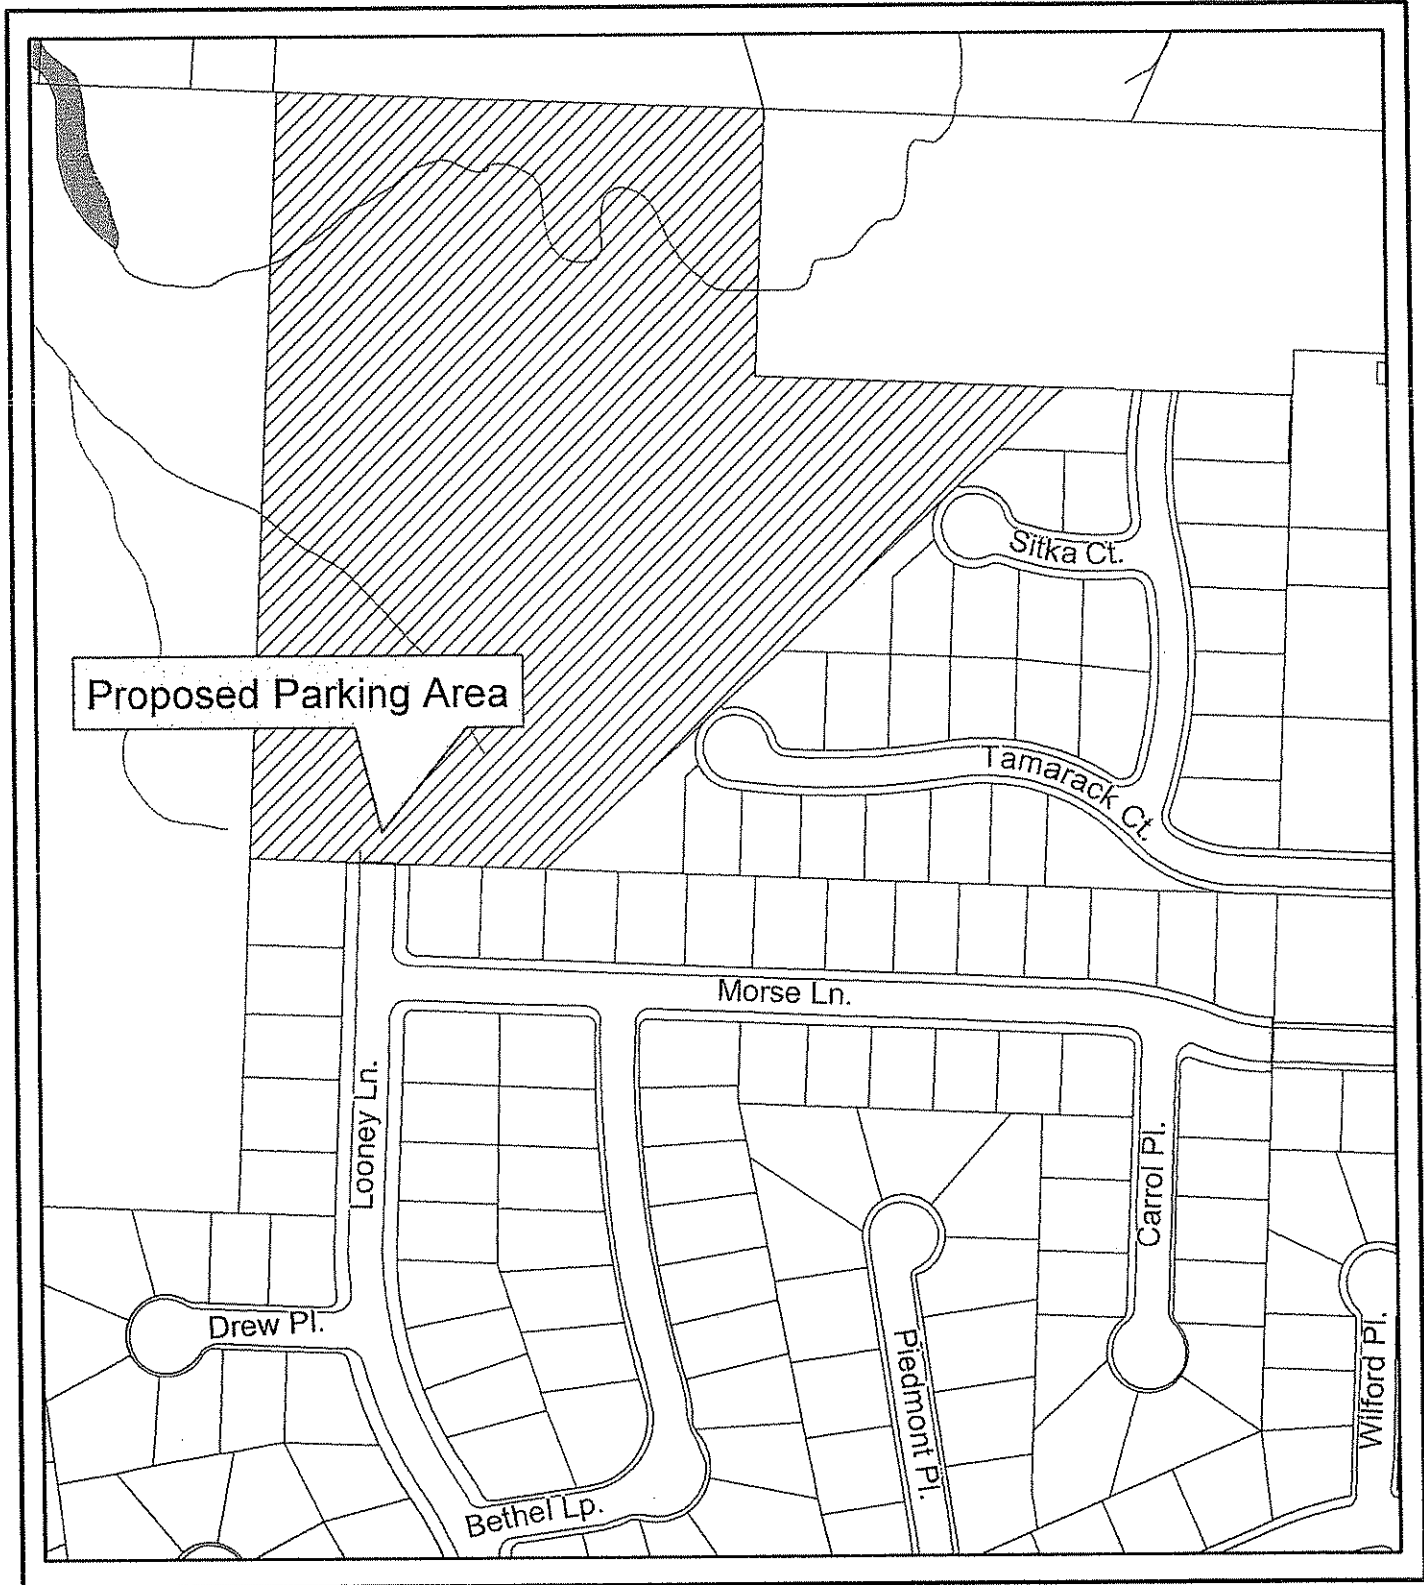 Sitka Ct.
Proposed Parking Area
Tamarack Ct.
Morse Ln.
Looney Ln.
Carrol Pl.
Drew Pl.
Piedmont Pl.
Wilford Pl.
Bethel Lp.